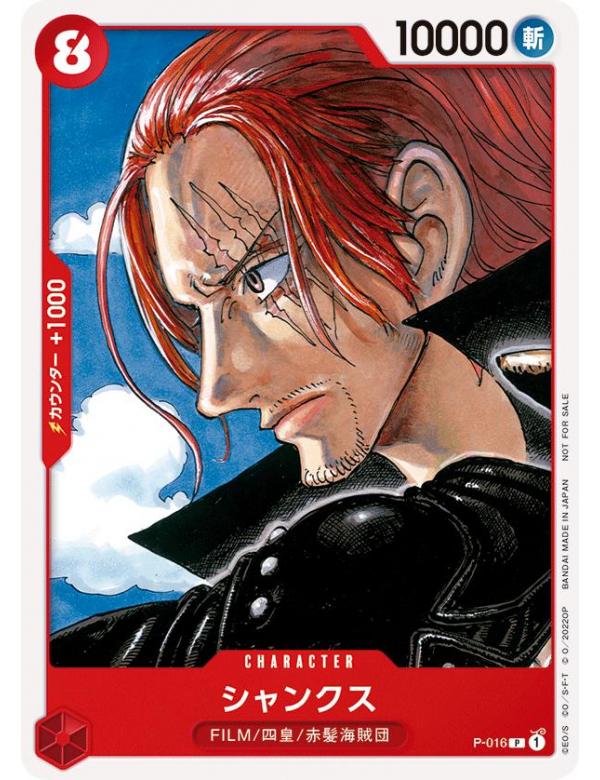 8
10000 斬
カウンター +1000
CHARACTER
シャンクス
FILM/四皇/赤髪海賊団
P-016 P 1
©E.O/S ©O/S・F・T © O/2022OP BANDAI MADE IN JAPAN NOT FOR SALE